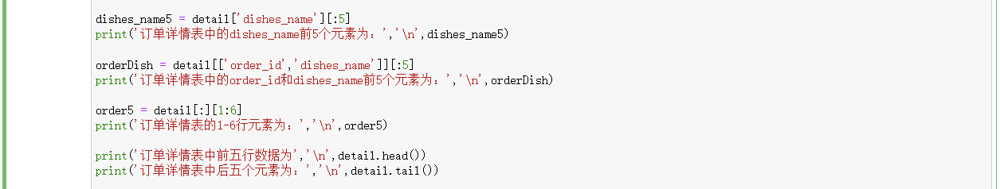 dishes_name5 = detail['dishes_name'][:5]
print('订单详情表中的dishes_name前5个元素为：','\n',dishes_name5)
orderDish = detail[['order_id','dishes_name']][:5]
print('订单详情表中的order_id和dishes_name前5个元素为：','\n',orderDish)
order5 = detail[:][1:6]
print('订单详情表的1-6行元素为：','\n',order5)
print('订单详情表中前五行数据为','\n',detail.head())
print('订单详情表中后五个元素为：','\n',detail.tail())